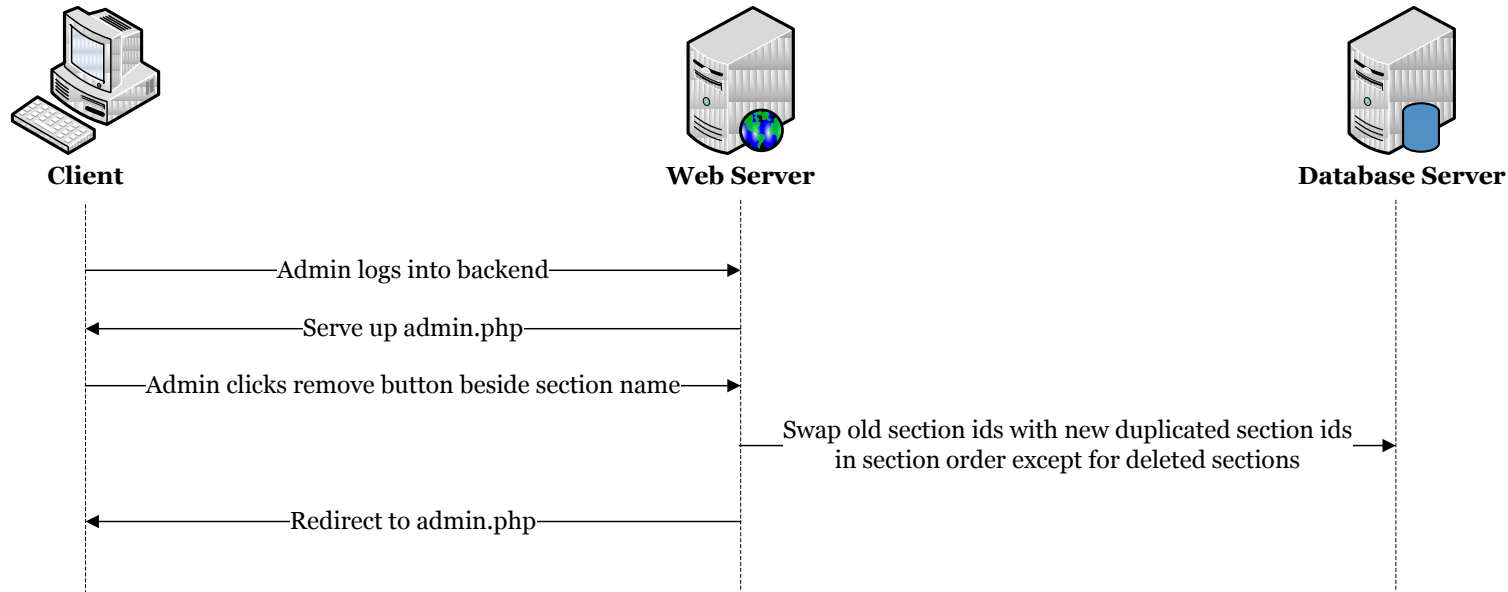 Client
Web Server
Database Server
Admin logs into backend
Serve up admin.php
Admin clicks remove button beside section name
Swap old section ids with new duplicated section ids
in section order except for deleted sections
Redirect to admin.php